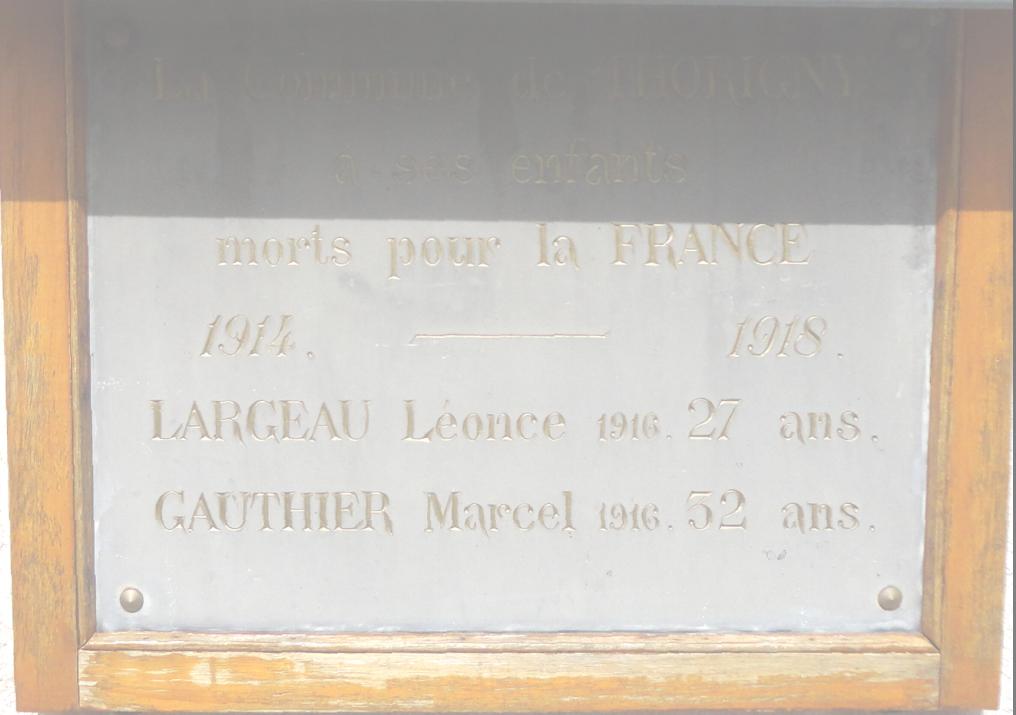 La Commune de THORIGNY
à ses enfants
morts pour la FRANCE
1914. — 1918.
LARGEAU Léonce 1916. 27 ans.
GAUTHIER Marcel 1916. 32 ans.